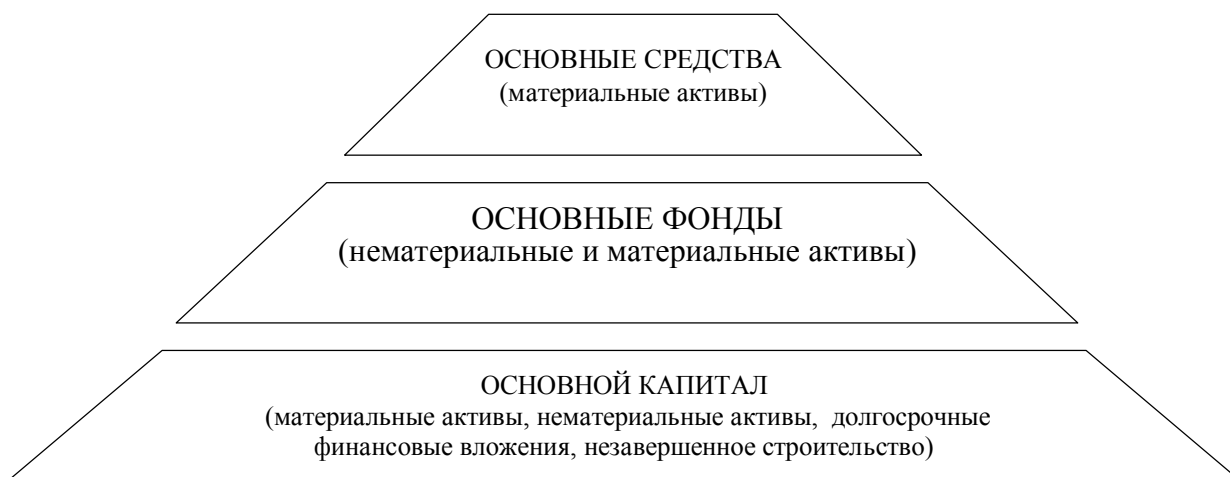 ОСНОВНЫЕ СРЕДСТВА
(материальные активы)
ОСНОВНЫЕ ФОНДЫ
(нематериальные и материальные активы)
ОСНОВНОЙ КАПИТАЛ
(материальные активы, нематериальные активы, долгосрочные
финансовые вложения, незавершенное строительство)